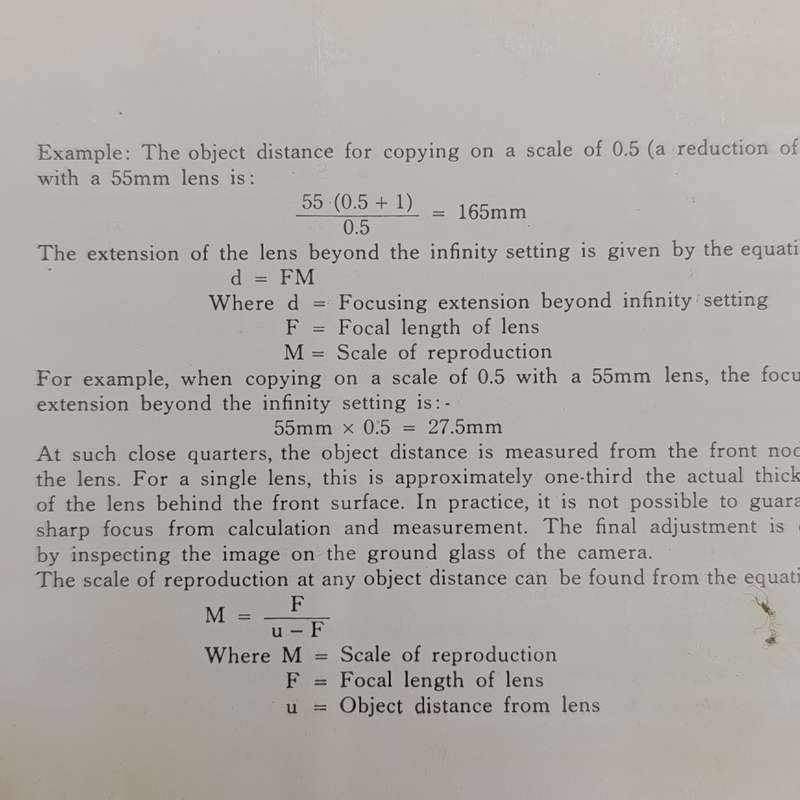 Example: The object distance for copying on a scale of 0.5 (a reduction of
with a 55mm lens is:
55 (0.5 + 1)
0.5
= 165mm
The extension of the lens beyond the infinity setting is given by the equati
d = FM
Where d = Focusing extension beyond infinity setting
F = Focal length of lens
M = Scale of reproduction
For example, when copying on a scale of 0.5 with a 55mm lens, the focu
extension beyond the infinity setting is:-
55mm × 0.5 = 27.5mm
At such close quarters, the object distance is measured from the front nod
the lens. For a single lens, this is approximately one-third the actual thick
of the lens behind the front surface. In practice, it is not possible to guara
sharp focus from calculation and measurement. The final adjustment is
by inspecting the image on the ground glass of the camera.
The scale of reproduction at any object distance can be found from the equati
M =
F
u – F
Where M = Scale of reproduction
F = Focal length of lens
u = Object distance from lens